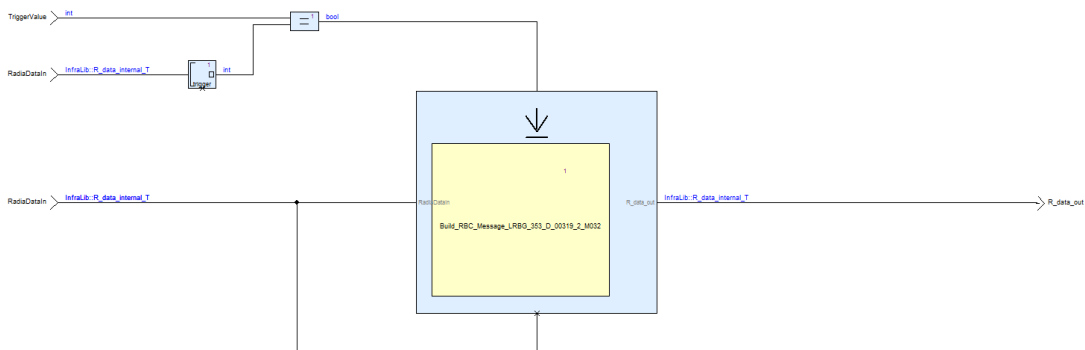 TriggerValue
int
1
bool
RadiaDataIn
InfraLib::R_data_internal_T
1
trigger
int
1
RadiaDataIn
InfraLib::R_data_internal_T
RadiaDataIn
R_data_out
InfraLib::R_data_internal_T
R_data_out
Build_RBC_Message_LRBG_353_D_00319_2_M032